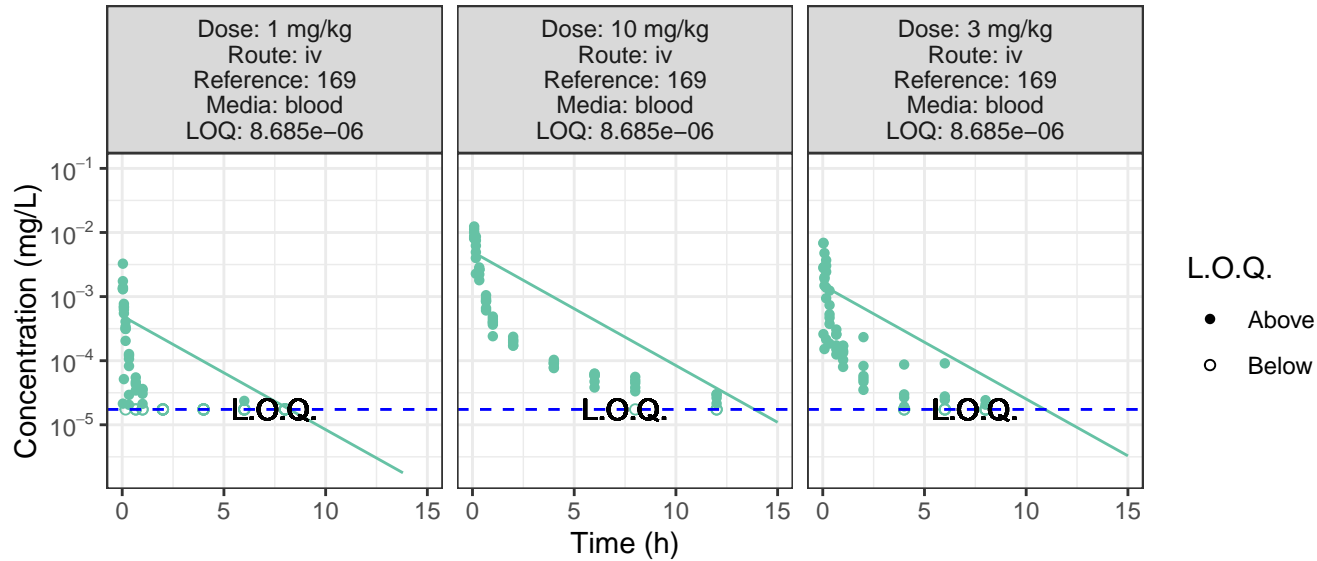 Dose: 1 mg/kg
Route: iv
Reference: 169
Media: blood
LOQ: 8.685e−06
Dose: 10 mg/kg
Route: iv
Reference: 169
Media: blood
LOQ: 8.685e−06
Dose: 3 mg/kg
Route: iv
Reference: 169
Media: blood
LOQ: 8.685e−06
Concentration (mg/L)
10⁻¹
10⁻²
10⁻³
10⁻⁴
10⁻⁵
L.O.Q.
L.O.Q.
L.O.Q.
0 5 10 15
0 5 10 15
0 5 10 15
Time (h)
L.O.Q.
Above
Below